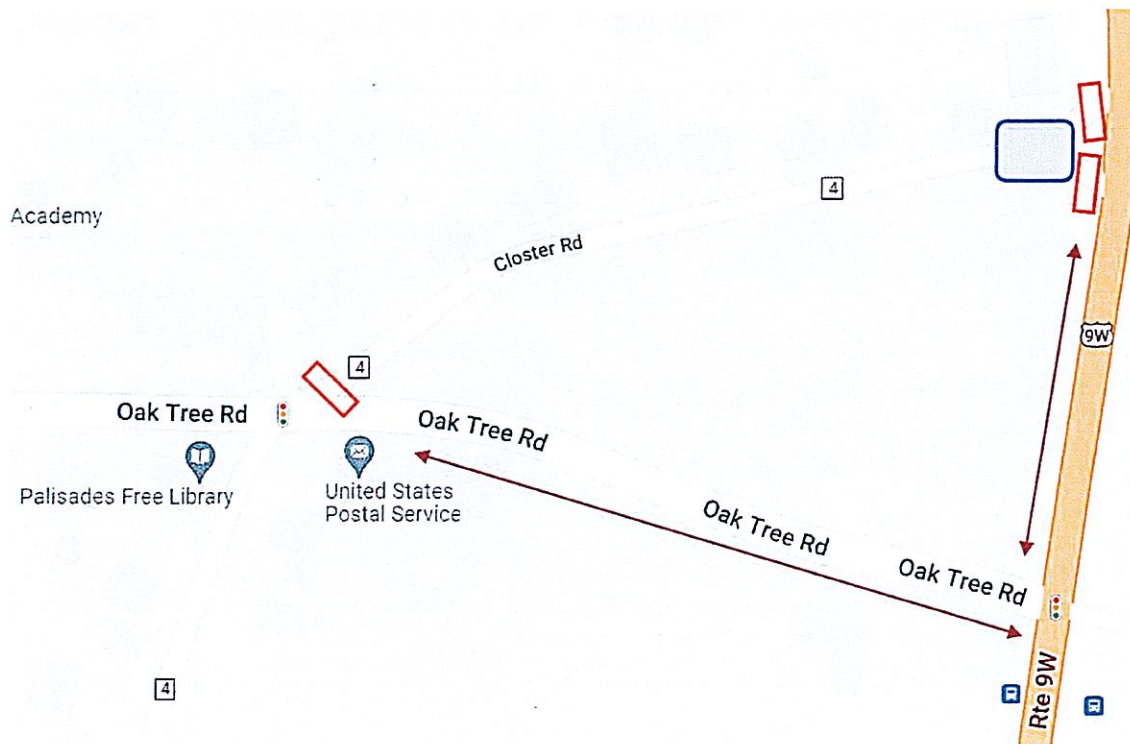 4
Academy
Closter Rd
9W
4
Oak Tree Rd
Oak Tree Rd
Palisades Free Library
United States
Postal Service
Oak Tree Rd
Oak Tree Rd
Rte 9W
4